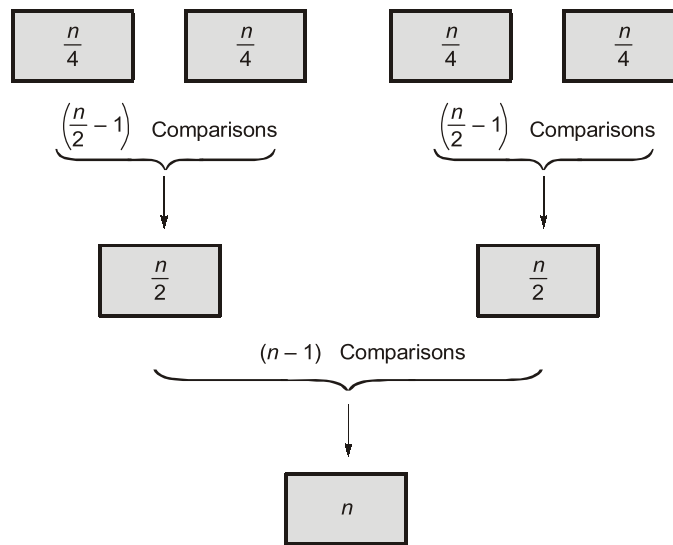 n/4 n/4 n/4 n/4
(n/2 – 1) Comparisons (n/2 – 1) Comparisons
n/2 n/2
(n – 1) Comparisons
n